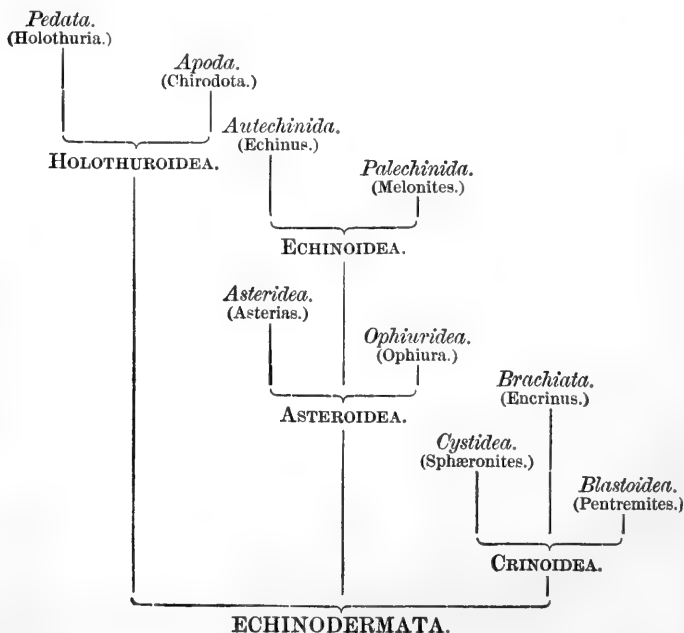 Pedata.
(Holothuria.)
Apoda.
(Chirodota.)
HOLOTHUROIDEA.
Autechinida.
(Echinus.)
Palechinida.
(Melonites.)
ECHINOIDEA.
Asteridea.
(Asterias.)
Ophiuridea.
(Ophiura.)
ASTEROIDEA.
Brachiata.
(Encrinus.)
Cystidea.
(Sphæronites.)
Blastoidea.
(Pentremites.)
CRINOIDEA.
ECHINODERMATA.